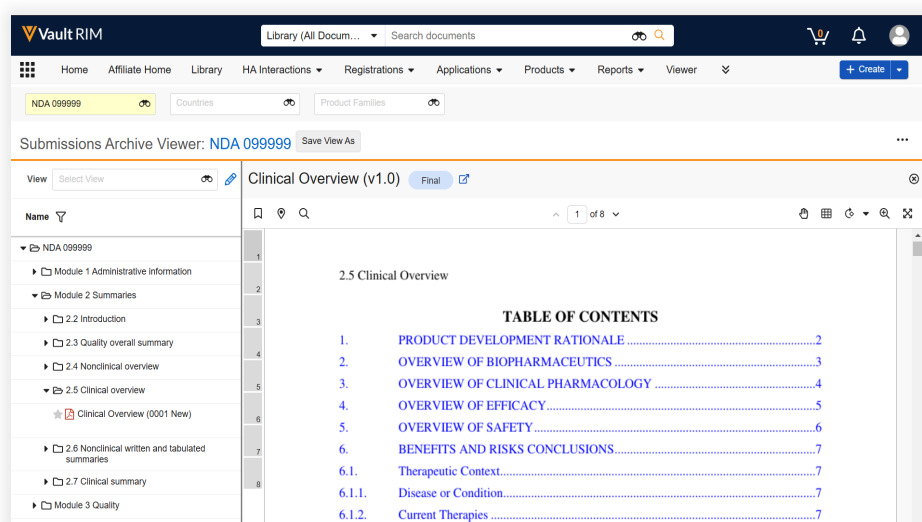 Vault RIM
Library (All Docum...
Search documents
0
Home
Affiliate Home
Library
HA Interactions
Registrations
Applications
Products
Reports
Viewer
+ Create
NDA 099999
Countries
Product Families
Submissions Archive Viewer: NDA 099999
Save View As
View
Select View
Name
NDA 099999
Module 1 Administrative information
Module 2 Summaries
2.2 Introduction
2.3 Quality overall summary
2.4 Nonclinical overview
2.5 Clinical overview
Clinical Overview (0001 New)
2.6 Nonclinical written and tabulated
summaries
2.7 Clinical summary
Module 3 Quality
Clinical Overview (v1.0)
Final
1 of 8
1
2
3
4
5
6
7
8
2.5 Clinical Overview
TABLE OF CONTENTS
1. PRODUCT DEVELOPMENT RATIONALE ...2
2. OVERVIEW OF BIOPHARMACEUTICS ...3
3. OVERVIEW OF CLINICAL PHARMACOLOGY ...4
4. OVERVIEW OF EFFICACY...5
5. OVERVIEW OF SAFETY...6
6. BENEFITS AND RISKS CONCLUSIONS...7
6.1. Therapeutic Context...7
6.1.1. Disease or Condition...7
6.1.2. Current Therapies ...7